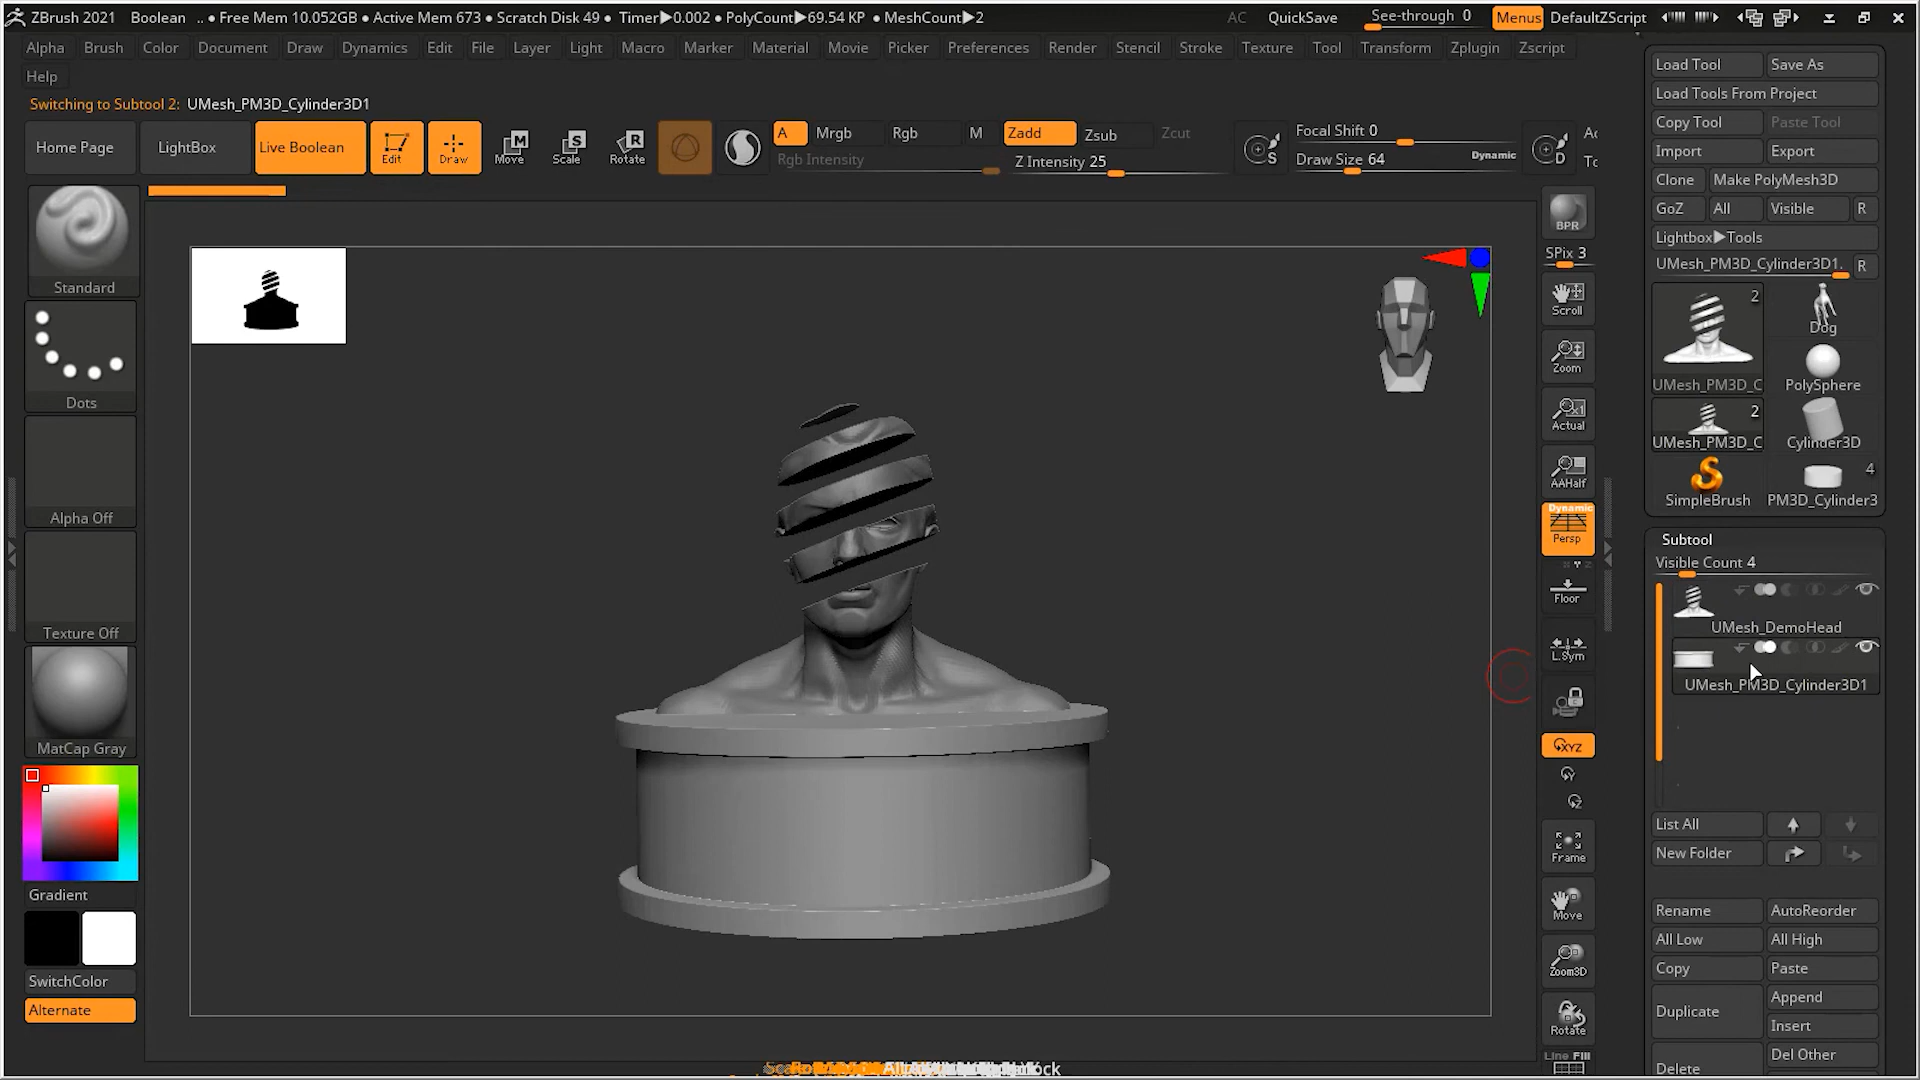 ZBrush 2021 Boolean .. • Free Mem 10.052GB • Active Mem 673 • Scratch Disk 49 • Timer▶0.002 • PolyCount▶69.54 KP • MeshCount▶2 AC QuickSave See-through 0 Menus DefaultZScript
Alpha Brush Color Document Draw Dynamics Edit File Layer Light Macro Marker Material Movie Picker Preferences Render Stencil Stroke Texture Tool Transform Zplugin Zscript
Help
Switching to Subtool 2: UMesh_PM3D_Cylinder3D1
Home Page LightBox Live Boolean Edit Draw Move Scale Rotate
A Mrgb Rgb M Zadd Zsub Zcut
Rgb Intensity Z Intensity 25
Focal Shift 0
Draw Size 64 Dynamic
S D
Standard
Dots
Alpha Off
Texture Off
MatCap Gray
Gradient
SwitchColor
Alternate
BPR
SPix 3
Scroll
Zoom
Actual
AAHalf
Dynamic
Persp
Floor
L.Sym
XYZ
Y
Z
Frame
Move
Zoom3D
Rotate
Line Fill
Load Tool Save As
Load Tools From Project
Copy Tool Paste Tool
Import Export
Clone Make PolyMesh3D
GoZ All Visible R
Lightbox▶Tools
UMesh_PM3D_Cylinder3D1. R
2
UMesh_PM3D_C Dog
PolySphere
2
UMesh_PM3D_C Cylinder3D
4
SimpleBrush PM3D_Cylinder3
Subtool
Visible Count 4
UMesh_DemoHead
UMesh_PM3D_Cylinder3D1
List All
New Folder
Rename AutoReorder
All Low All High
Copy Paste
Duplicate Append
Insert
Delete Del Other